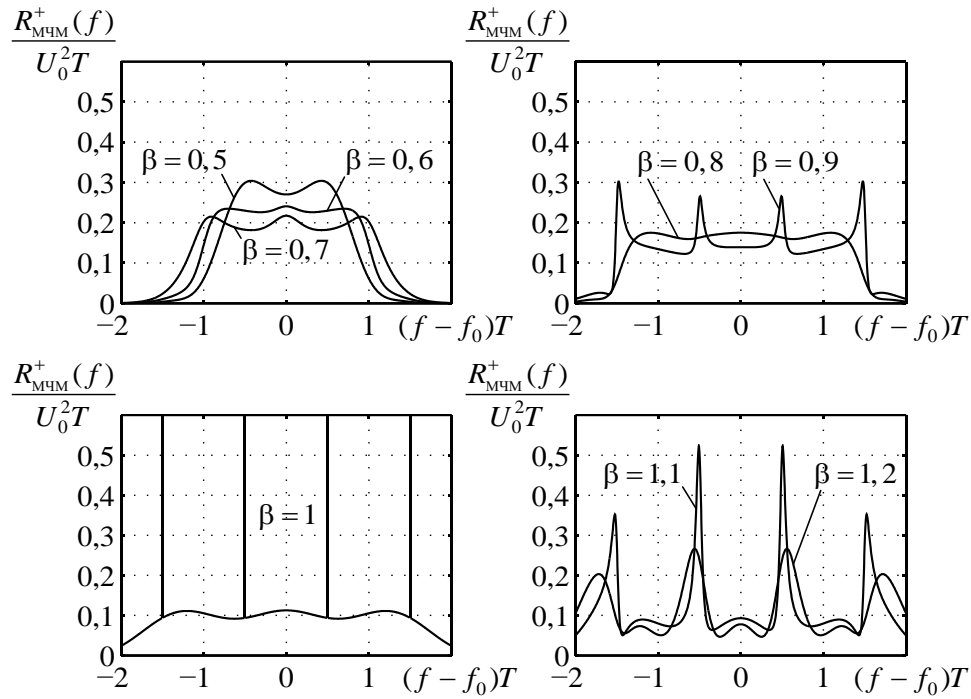 R⁺МЧМ(f) / U₀²T
0,5
0,4
0,3
0,2
0,1
0
−2 −1 0 1 (f − f₀)T
β = 0,5
β = 0,6
β = 0,7
R⁺МЧМ(f) / U₀²T
0,5
0,4
0,3
0,2
0,1
0
−2 −1 0 1 (f − f₀)T
β = 0,8
β = 0,9
R⁺МЧМ(f) / U₀²T
0,5
0,4
0,3
0,2
0,1
0
−2 −1 0 1 (f − f₀)T
β = 1
R⁺МЧМ(f) / U₀²T
0,5
0,4
0,3
0,2
0,1
0
−2 −1 0 1 (f − f₀)T
β = 1,1
β = 1,2